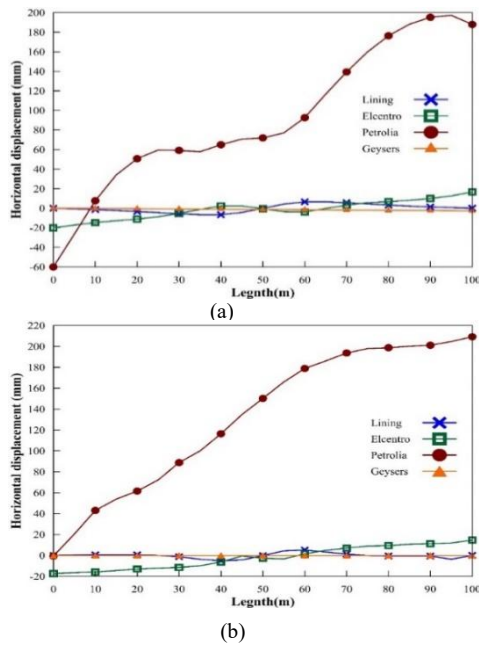 200
180
160
140
120
100
80
60
40
20
0
-20
-40
-60
Horizontal displacement (mm)
Lining
Elcentro
Petrolia
Geysers
0 10 20 30 40 50 60 70 80 90 100
Legnth(m)
(a)
220
200
180
160
140
120
100
80
60
40
20
0
-20
Horizontal displacement (mm)
Lining
Elcentro
Petrolia
Geysers
0 10 20 30 40 50 60 70 80 90 100
Legnth(m)
(b)